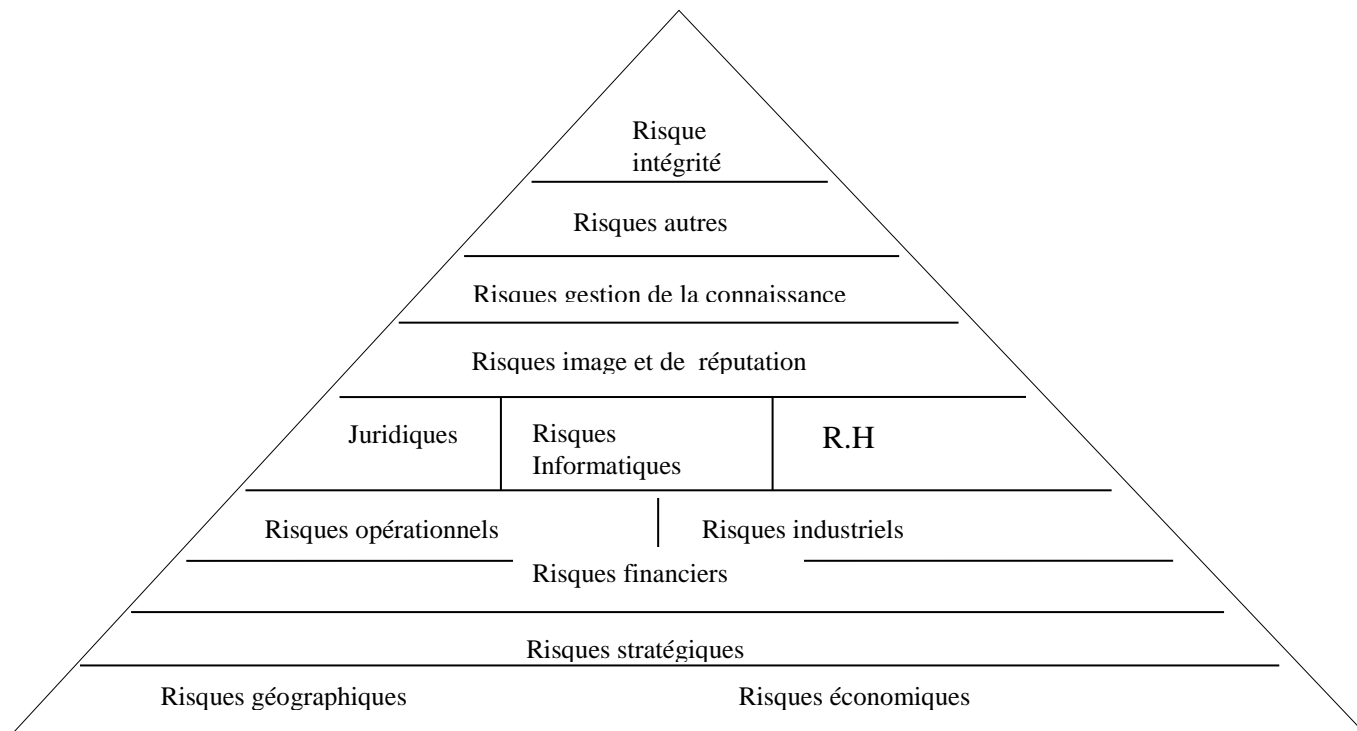 Risque
intégrité
Risques autres
Risques gestion de la connaissance
Risques image et de réputation
Juridiques
Risques
Informatiques
R.H
Risques opérationnels
Risques industriels
Risques financiers
Risques stratégiques
Risques géographiques
Risques économiques